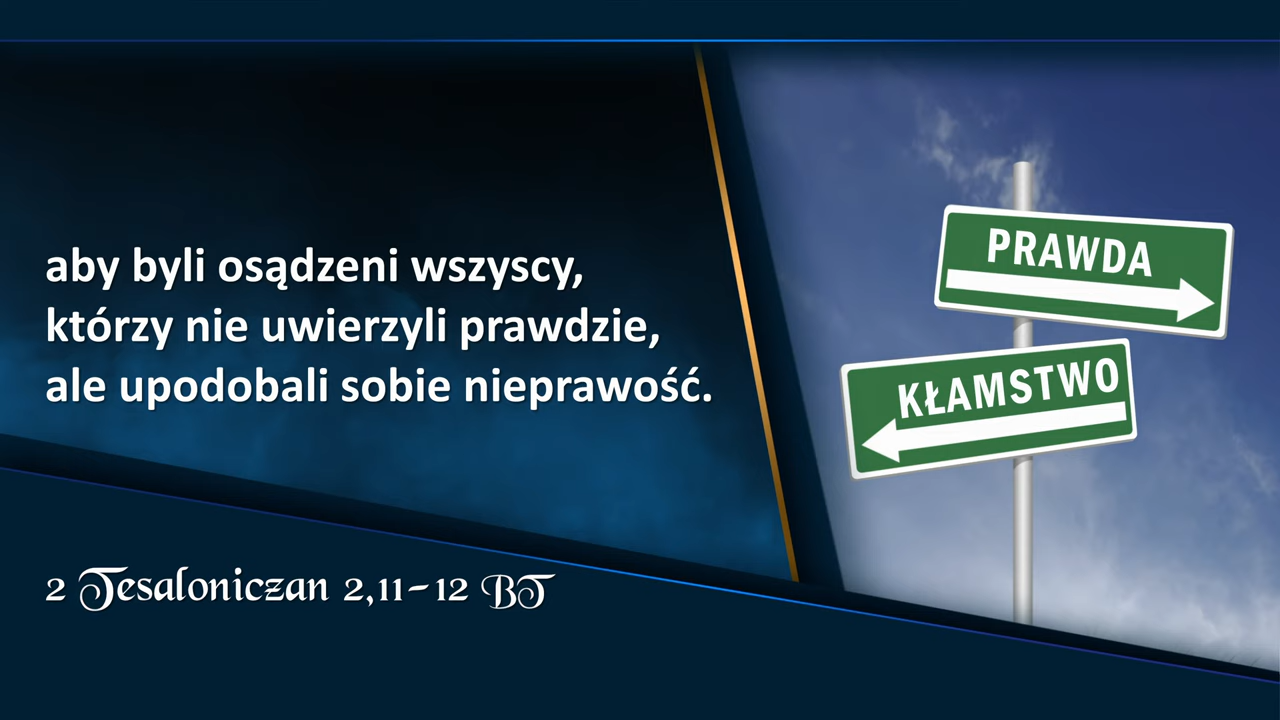 aby byli osądzeni wszyscy,
którzy nie uwierzyli prawdzie,
ale upodobali sobie nieprawość.
2 Tesaloniczan 2,11-12 BT
PRAWDA
KŁAMSTWO